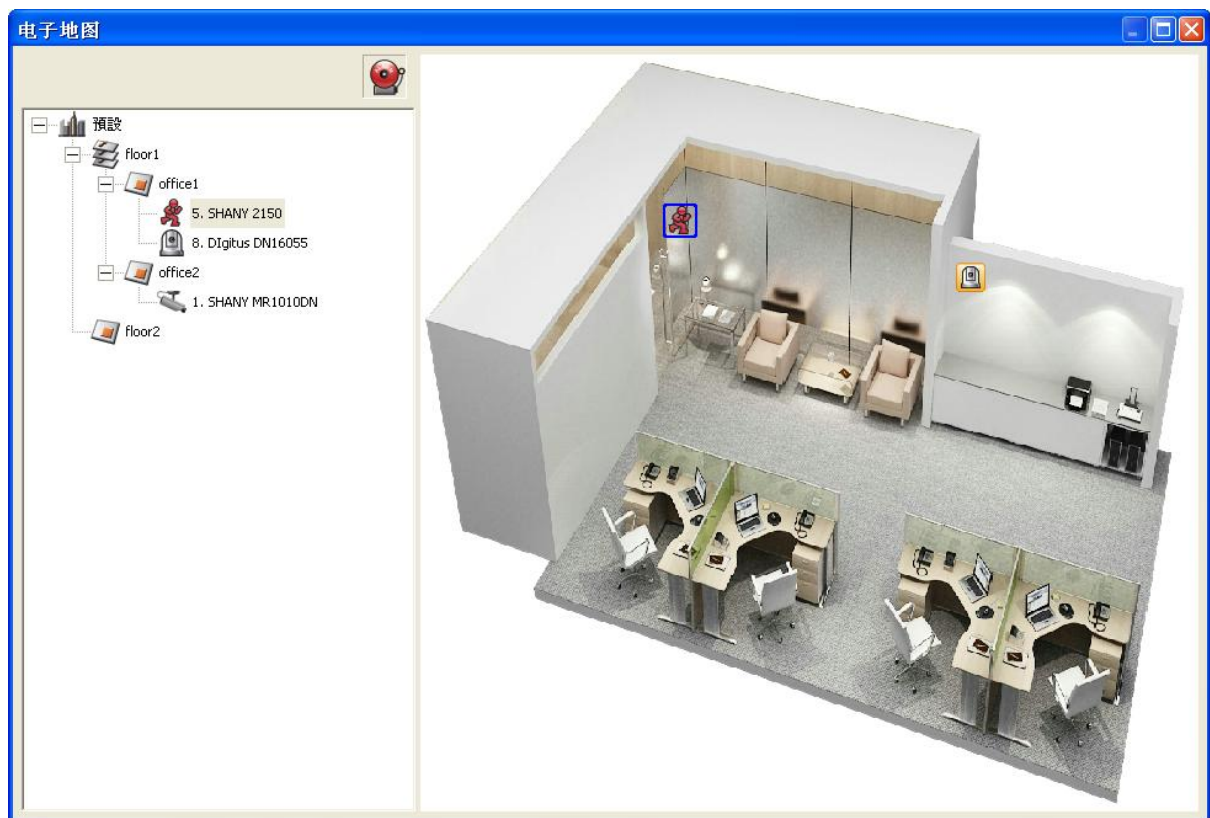 电子地图
預設
floor1
office1
5. SHANY 2150
8. DIgitus DN16055
office2
1. SHANY MR1010DN
floor2